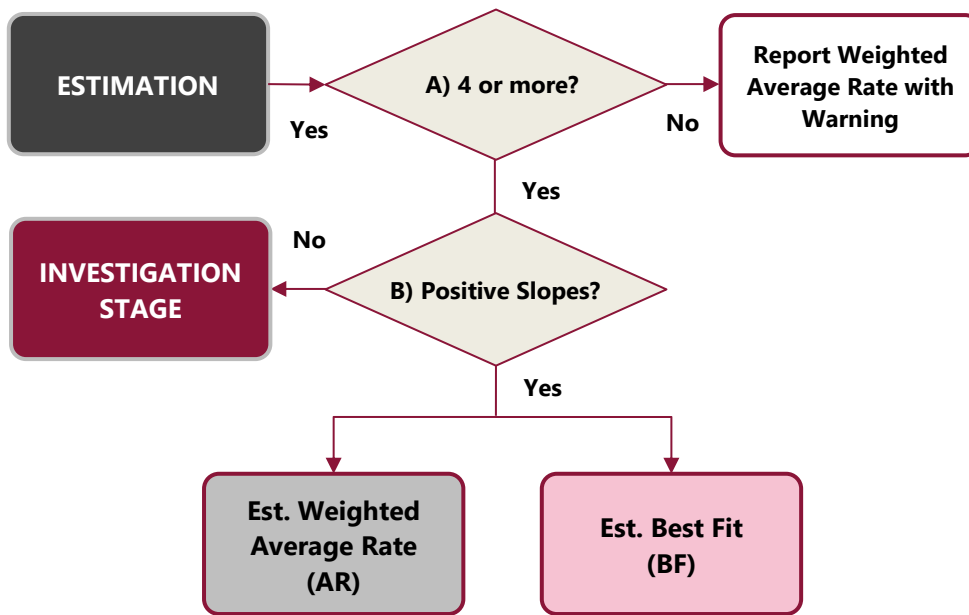 ESTIMATION
Yes
A) 4 or more?
No
Report Weighted
Average Rate with
Warning
Yes
INVESTIGATION
STAGE
No
B) Positive Slopes?
Yes
Est. Weighted
Average Rate
(AR)
Est. Best Fit
(BF)